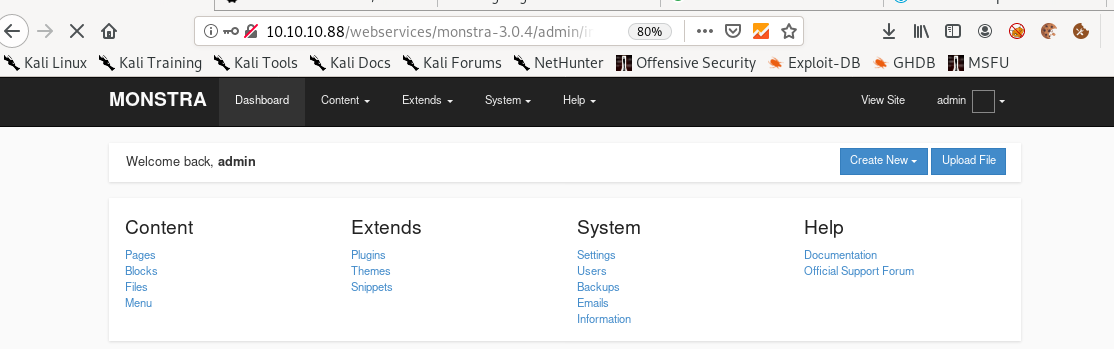 10.10.10.88/webservices/monstra-3.0.4/admin/i 80%
Kali Linux Kali Training Kali Tools Kali Docs Kali Forums NetHunter Offensive Security Exploit-DB GHDB MSFU
MONSTRA Dashboard Content Extends System Help View Site admin
Welcome back, admin Create New Upload File
Content Extends System Help
Pages Plugins Settings Documentation
Blocks Themes Users Official Support Forum
Files Snippets Backups
Menu Emails
Information